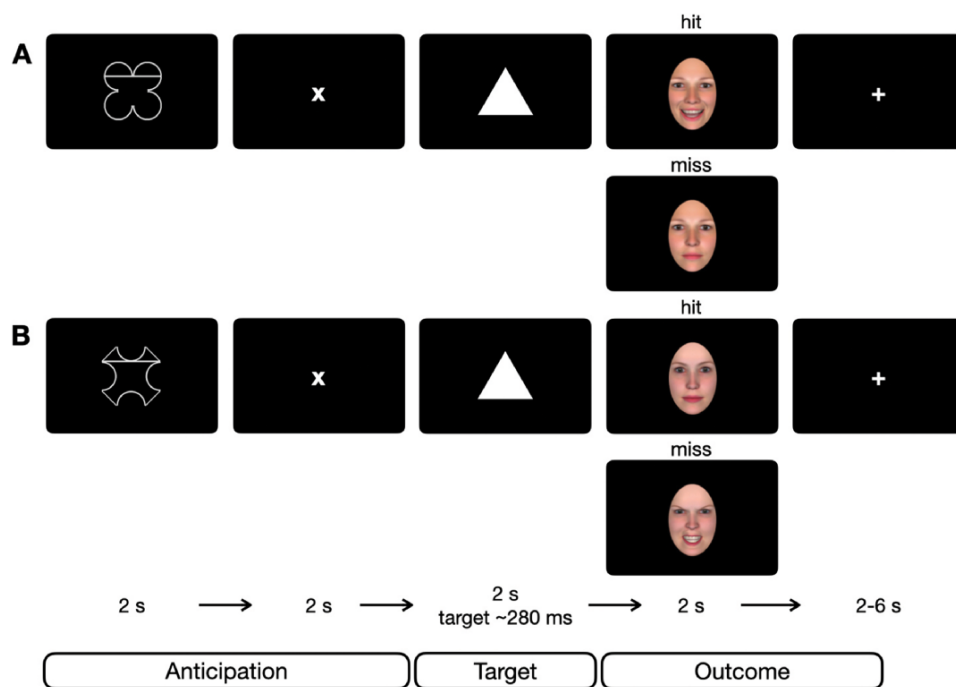 hit
A
x
+
miss
hit
B
x
+
miss
2 s
2 s
2 s
target ~280 ms
2 s
2-6 s
Anticipation
Target
Outcome